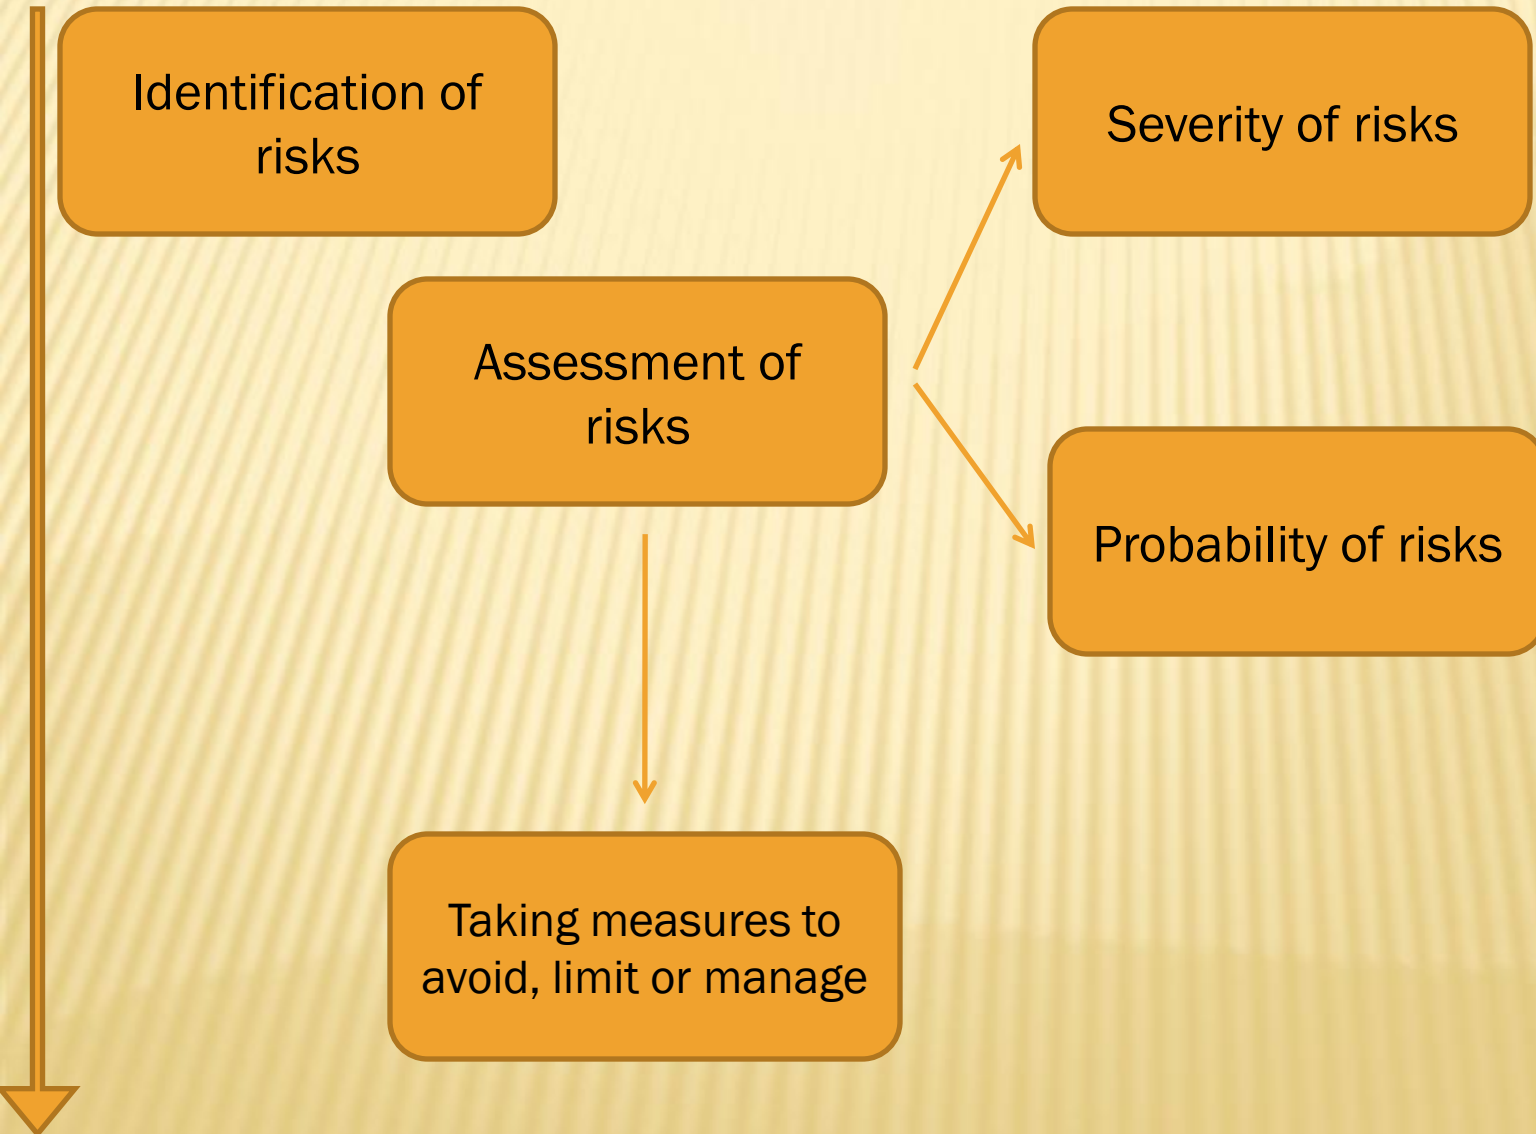 Identification of
risks
Severity of risks
Assessment of
risks
Probability of risks
Taking measures to
avoid, limit or manage